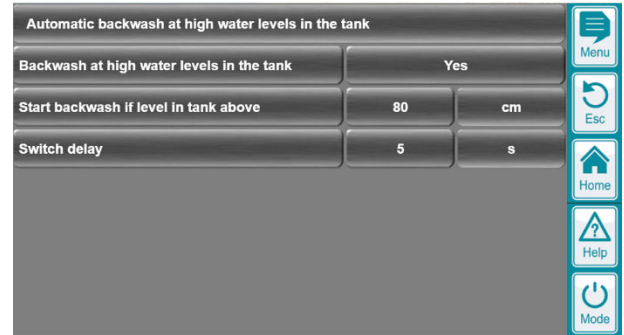 Automatic backwash at high water levels in the tank
Backwash at high water levels in the tank Yes
Start backwash if level in tank above 80 cm
Switch delay 5 s
Menu
Esc
Home
?
Help
Mode